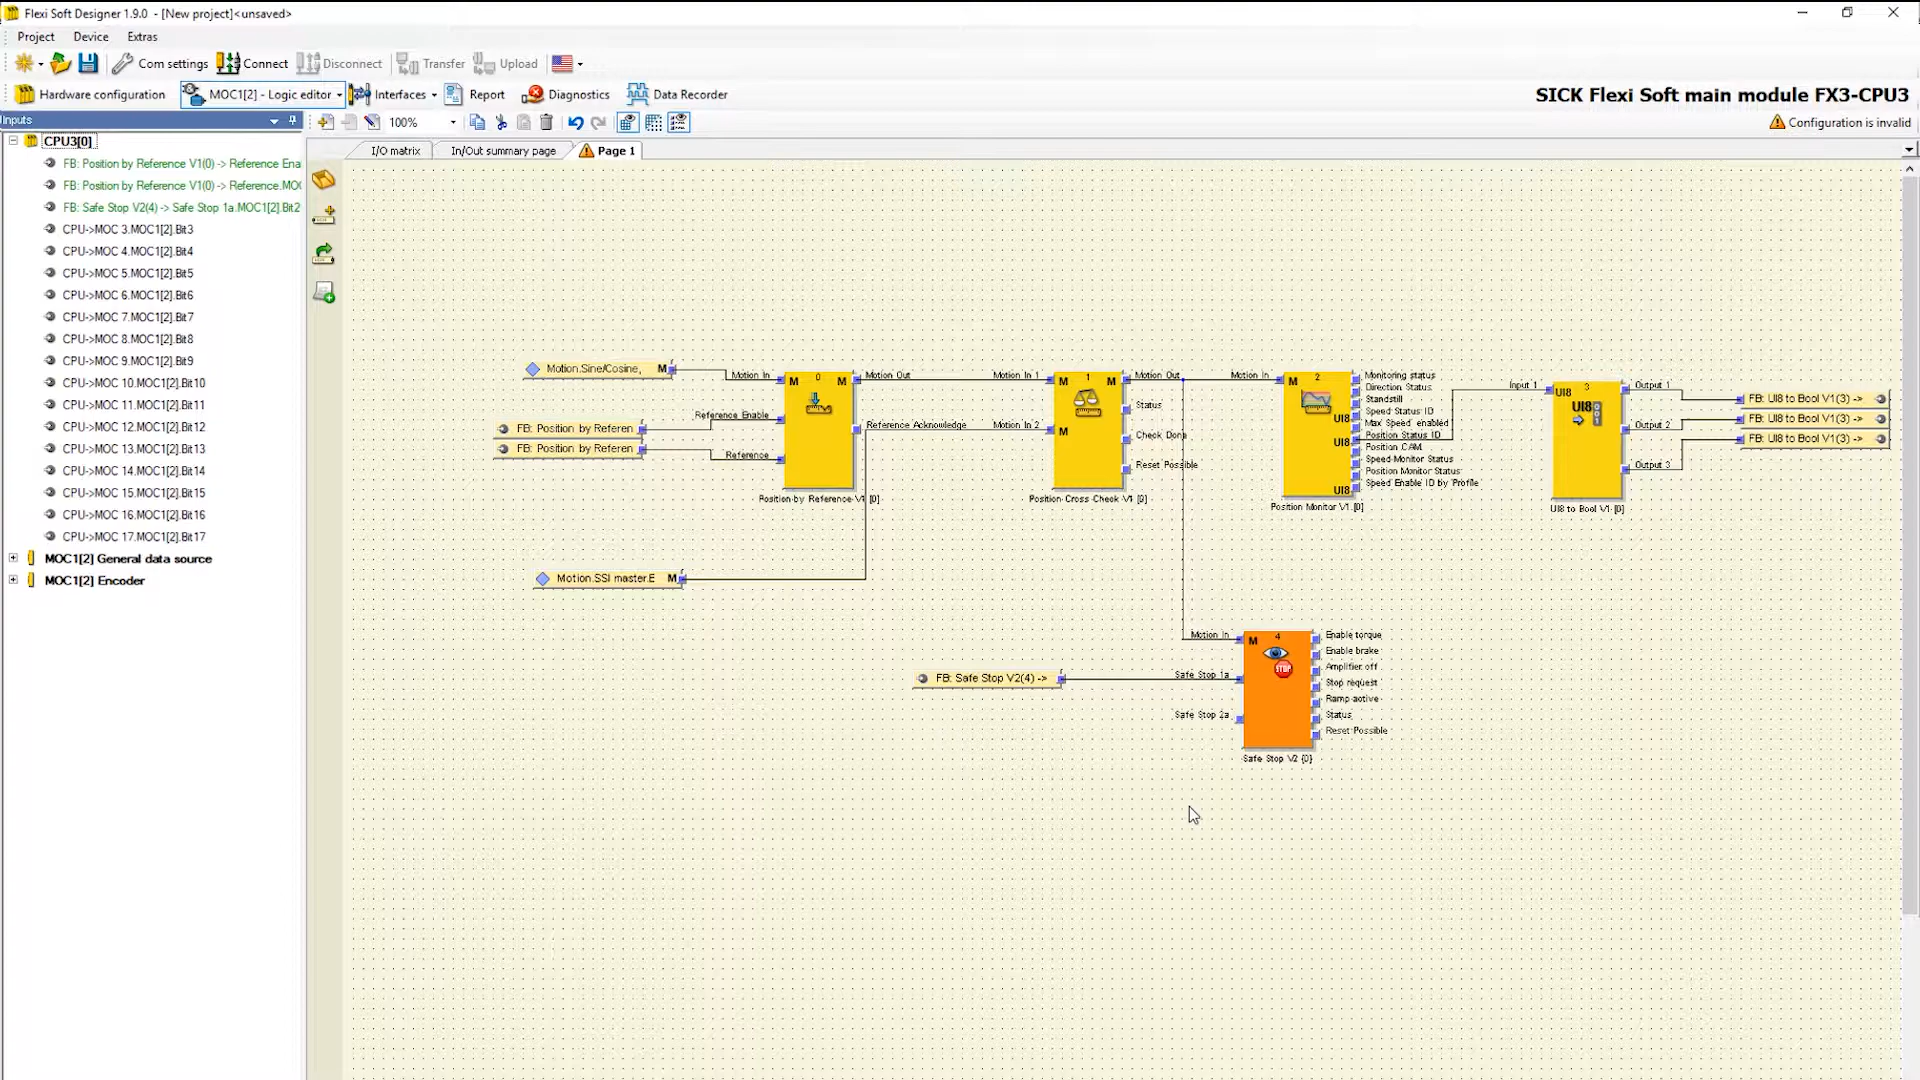 Flexi Soft Designer 1.9.0 - [New project]<unsaved>
Project Device Extras
Com settings Connect Disconnect Transfer Upload
Hardware configuration MOC1[2] - Logic editor Interfaces Report Diagnostics Data Recorder
SICK Flexi Soft main module FX3-CPU3
Configuration is invalid
Inputs
100%
I/O matrix In/Out summary page Page 1
CPU3[0]
FB: Position by Reference V1(0) -> Reference Ena
FB: Position by Reference V1(0) -> Reference.MO
FB: Safe Stop V2(4) -> Safe Stop 1a.MOC1[2].Bit2
CPU->MOC 3.MOC1[2].Bit3
CPU->MOC 4.MOC1[2].Bit4
CPU->MOC 5.MOC1[2].Bit5
CPU->MOC 6.MOC1[2].Bit6
CPU->MOC 7.MOC1[2].Bit7
CPU->MOC 8.MOC1[2].Bit8
CPU->MOC 9.MOC1[2].Bit9
CPU->MOC 10.MOC1[2].Bit10
CPU->MOC 11.MOC1[2].Bit11
CPU->MOC 12.MOC1[2].Bit12
CPU->MOC 13.MOC1[2].Bit13
CPU->MOC 14.MOC1[2].Bit14
CPU->MOC 15.MOC1[2].Bit15
CPU->MOC 16.MOC1[2].Bit16
CPU->MOC 17.MOC1[2].Bit17
MOC1[2] General data source
MOC1[2] Encoder
Motion.Sine/Cosine, M
FB: Position by Referen
FB: Position by Referen
Motion.SSI master.E M
Motion In
Reference Enable
Reference
M 0 M
Motion Out
Reference Acknowledge
Position by Reference V1 [0]
Motion In 1
Motion In 2
M 1 M
M
Motion Out
Status
Check Done
Reset Possible
Position Cross Check V1 [0]
Motion In
M 2
UI8
UI8
UI8
Monitoring status
Direction Status
Standstill
Speed Status ID
Max Speed enabled
Position Status ID
Position CAM
Speed Monitor Status
Position Monitor Status
Speed Enable ID by Profile
Position Monitor V1 [0]
Input 1
UI8 3
UI8
Output 1
Output 2
Output 3
UI8 to Bool V1 [0]
FB: UI8 to Bool V1(3) ->
FB: UI8 to Bool V1(3) ->
FB: UI8 to Bool V1(3) ->
FB: Safe Stop V2(4) ->
Motion In
Safe Stop 1a
Safe Stop 2a
M 4
STOP
Enable torque
Enable brake
Amplifier off
Stop request
Ramp active
Status
Reset Possible
Safe Stop V2 [0]